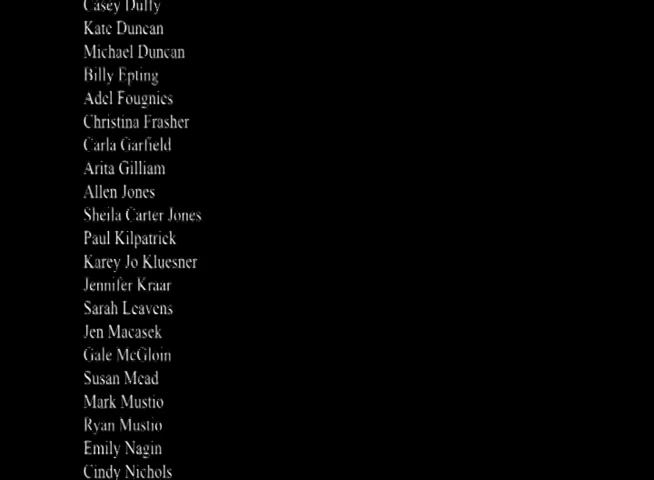 Casey Duffy
Kate Duncan
Michael Duncan
Billy Epting
Adel Fougnies
Christina Frasher
Carla Garfield
Arita Gilliam
Allen Jones
Sheila Carter Jones
Paul Kilpatrick
Karey Jo Kluesner
Jennifer Kraar
Sarah Leavens
Jen Macasek
Gale McGloin
Susan Mead
Mark Mustio
Ryan Mustio
Emily Nagin
Cindy Nichols